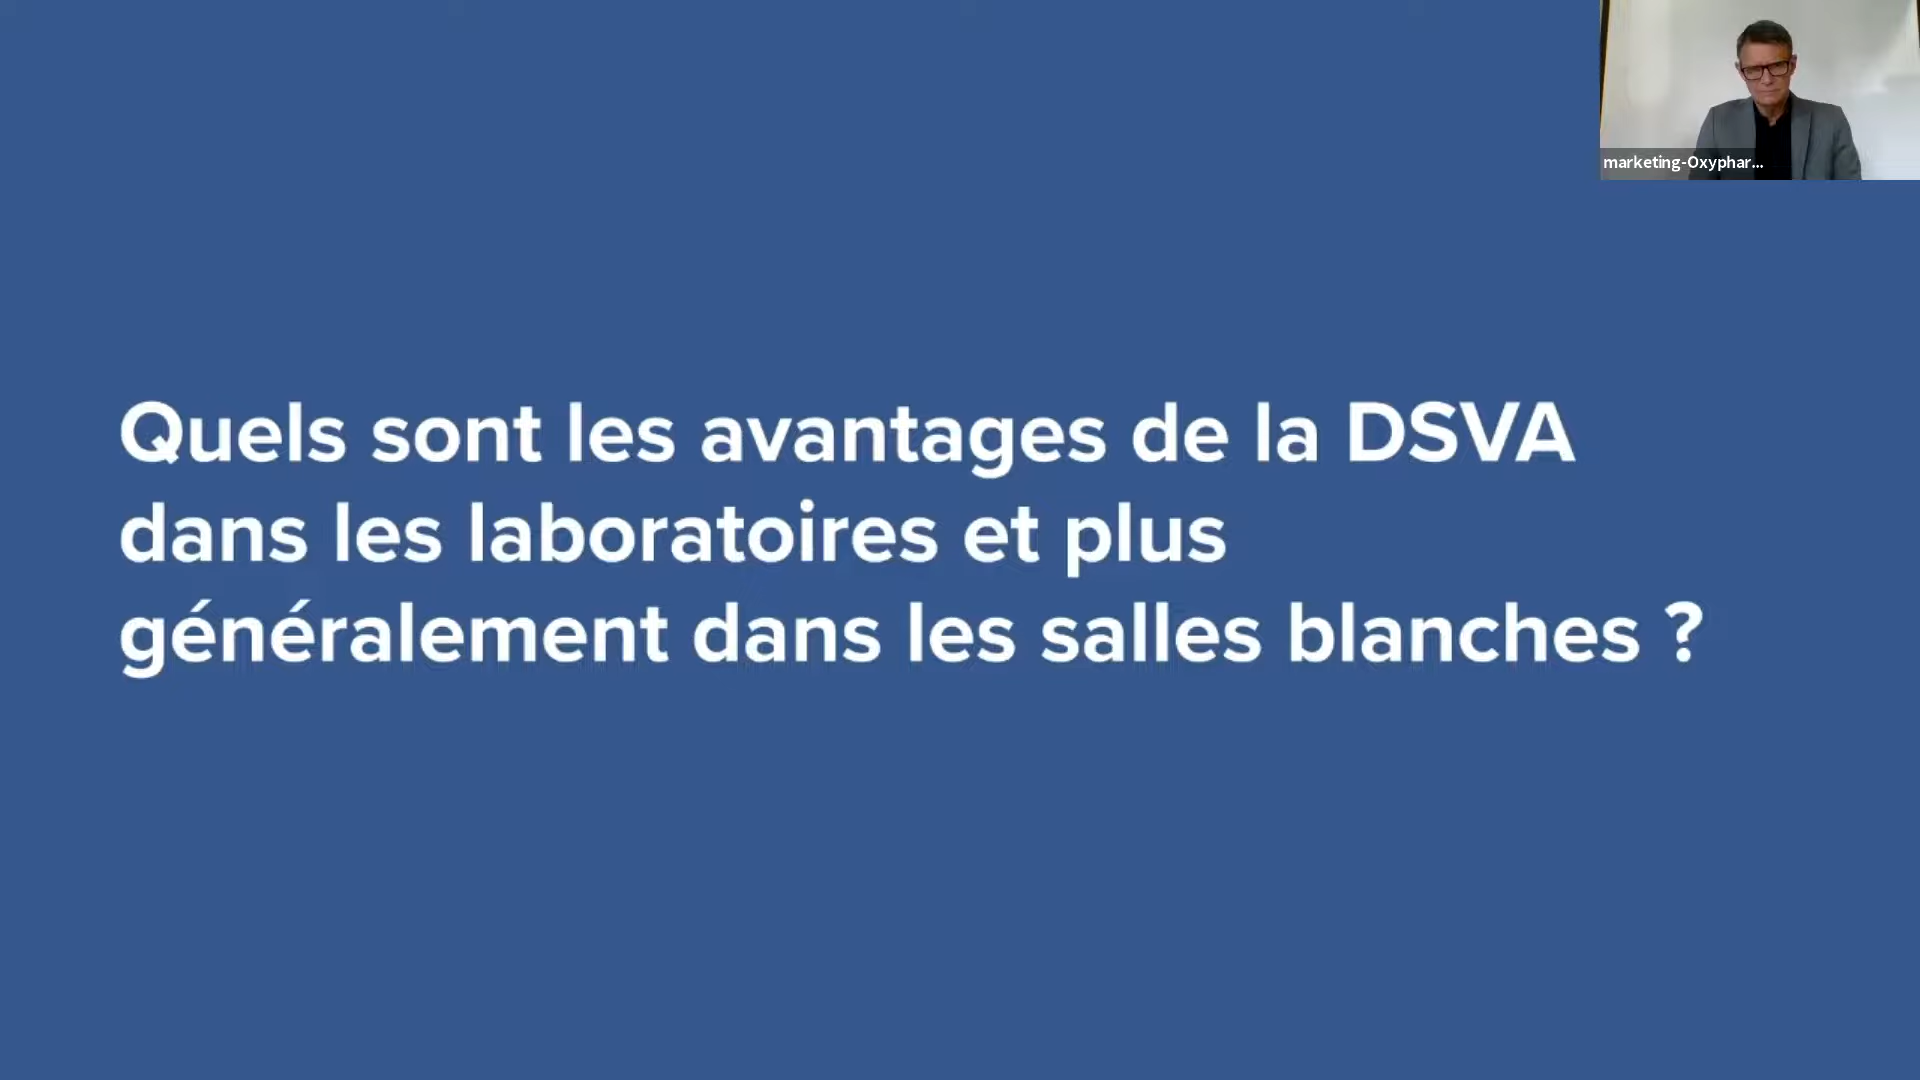 marketing-Oxyphar...
Quels sont les avantages de la DSVA
dans les laboratoires et plus
généralement dans les salles blanches ?